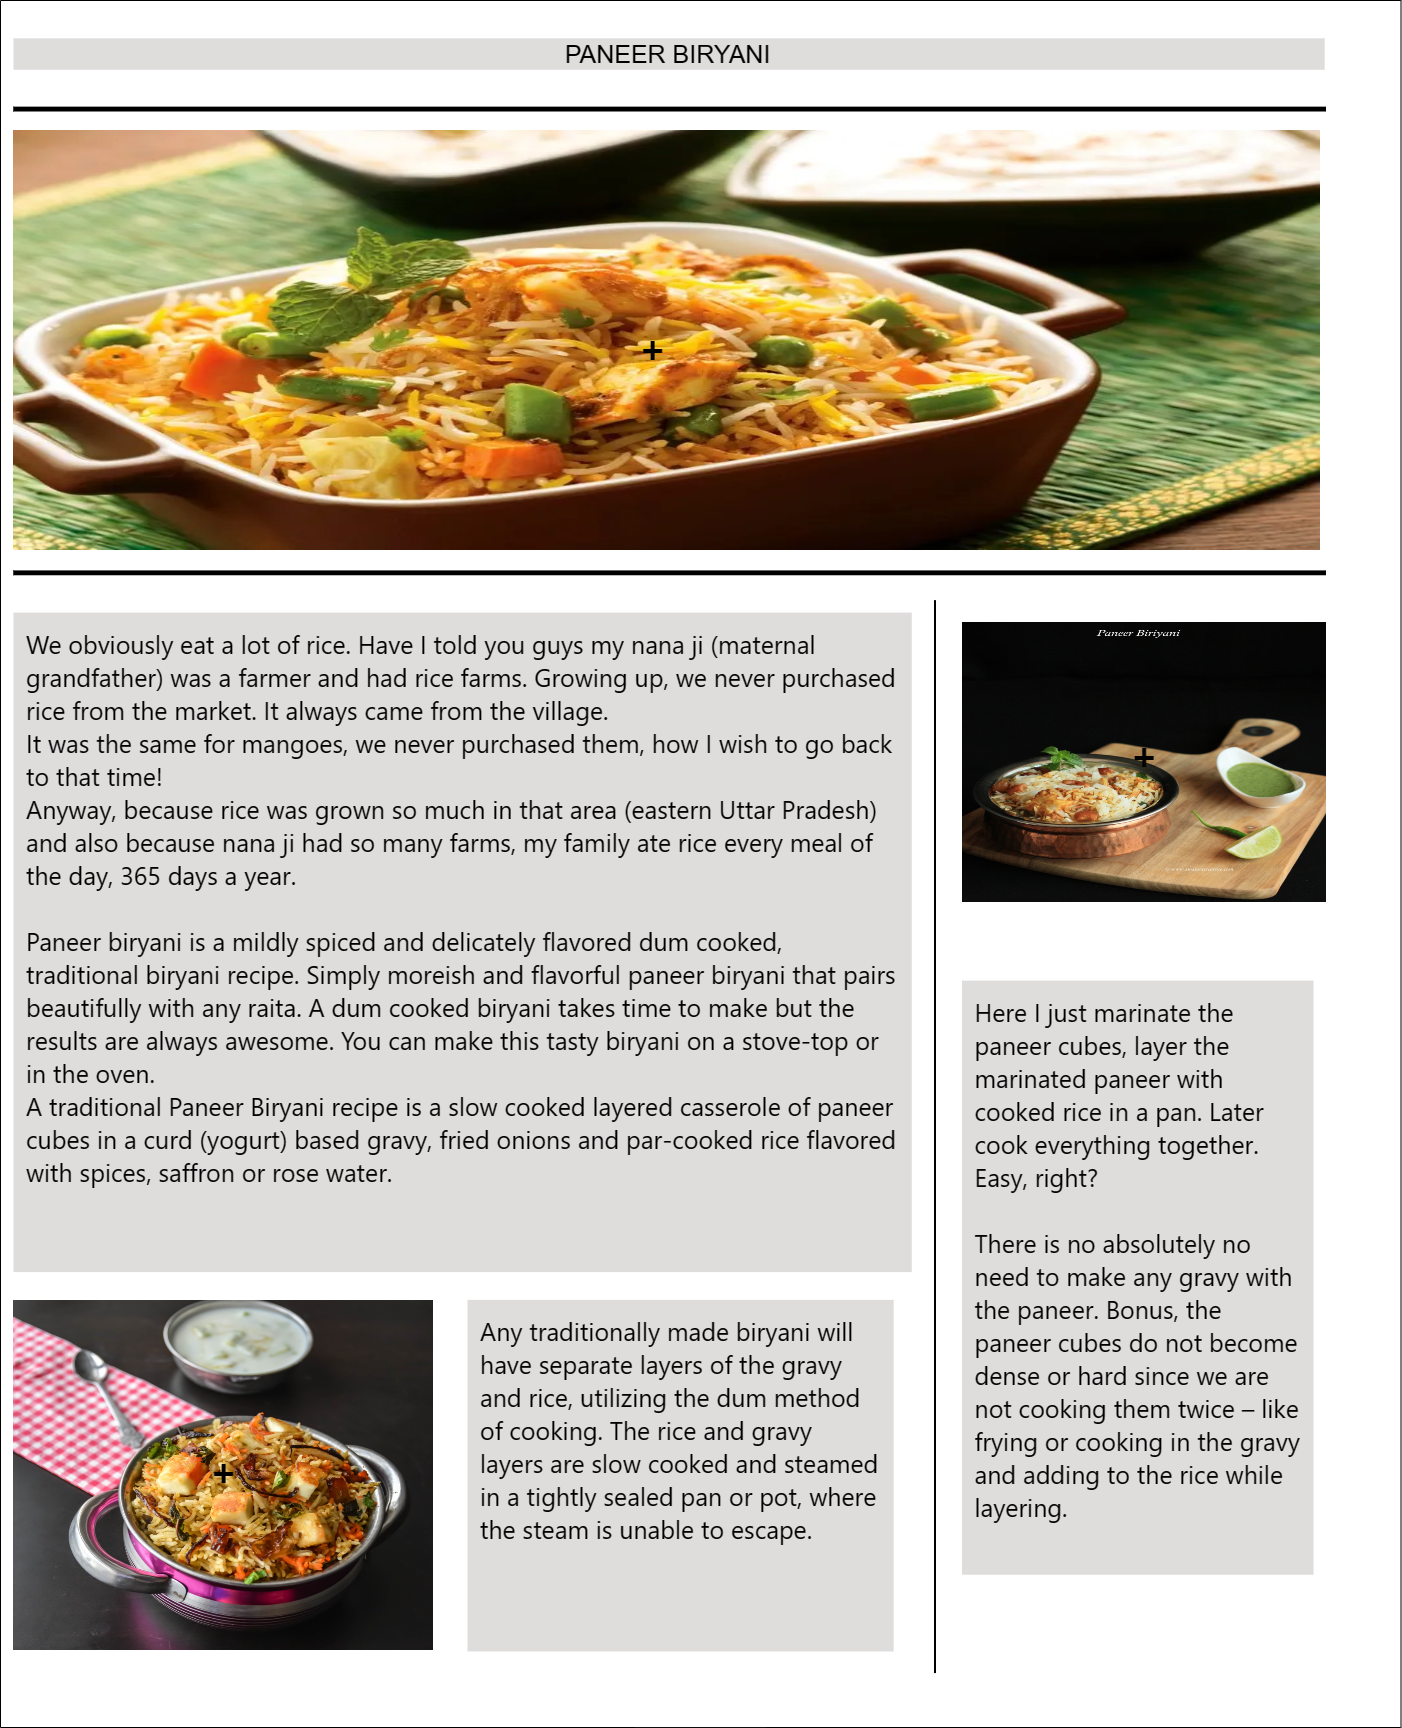 PANEER BIRYANI
We obviously eat a lot of rice. Have I told you guys my nana ji (maternal
grandfather) was a farmer and had rice farms. Growing up, we never purchased
rice from the market. It always came from the village.
It was the same for mangoes, we never purchased them, how I wish to go back
to that time!
Anyway, because rice was grown so much in that area (eastern Uttar Pradesh)
and also because nana ji had so many farms, my family ate rice every meal of
the day, 365 days a year.
Paneer biryani is a mildly spiced and delicately flavored dum cooked,
traditional biryani recipe. Simply moreish and flavorful paneer biryani that pairs
beautifully with any raita. A dum cooked biryani takes time to make but the
results are always awesome. You can make this tasty biryani on a stove-top or
in the oven.
A traditional Paneer Biryani recipe is a slow cooked layered casserole of paneer
cubes in a curd (yogurt) based gravy, fried onions and par-cooked rice flavored
with spices, saffron or rose water.
Any traditionally made biryani will
have separate layers of the gravy
and rice, utilizing the dum method
of cooking. The rice and gravy
layers are slow cooked and steamed
in a tightly sealed pan or pot, where
the steam is unable to escape.
Paneer Biriyani
Here I just marinate the
paneer cubes, layer the
marinated paneer with
cooked rice in a pan. Later
cook everything together.
Easy, right?
There is no absolutely no
need to make any gravy with
the paneer. Bonus, the
paneer cubes do not become
dense or hard since we are
not cooking them twice – like
frying or cooking in the gravy
and adding to the rice while
layering.